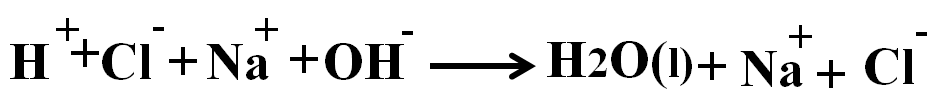 H⁺ + Cl⁻ + Na⁺ + OH⁻ ⟶ H2O(l) + Na⁺ + Cl⁻